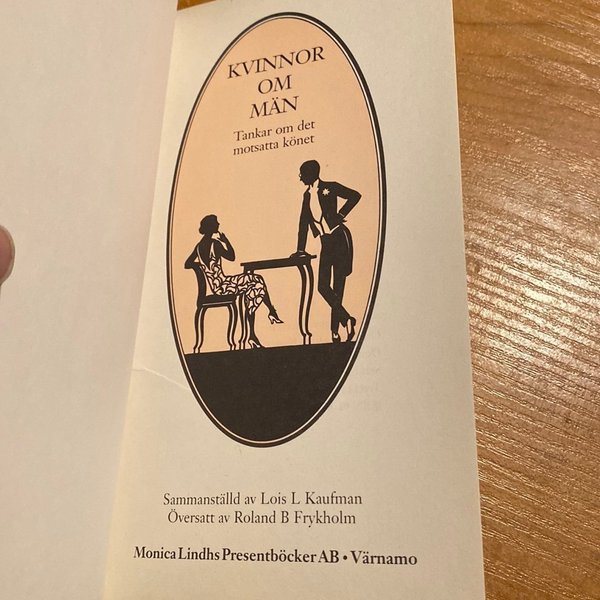 KVINNOR
OM
MÄN
Tankar om det
motsatta könet
Sammanställd av Lois L Kaufman
Översatt av Roland B Frykholm
Monica Lindhs Presentböcker AB • Värnamo